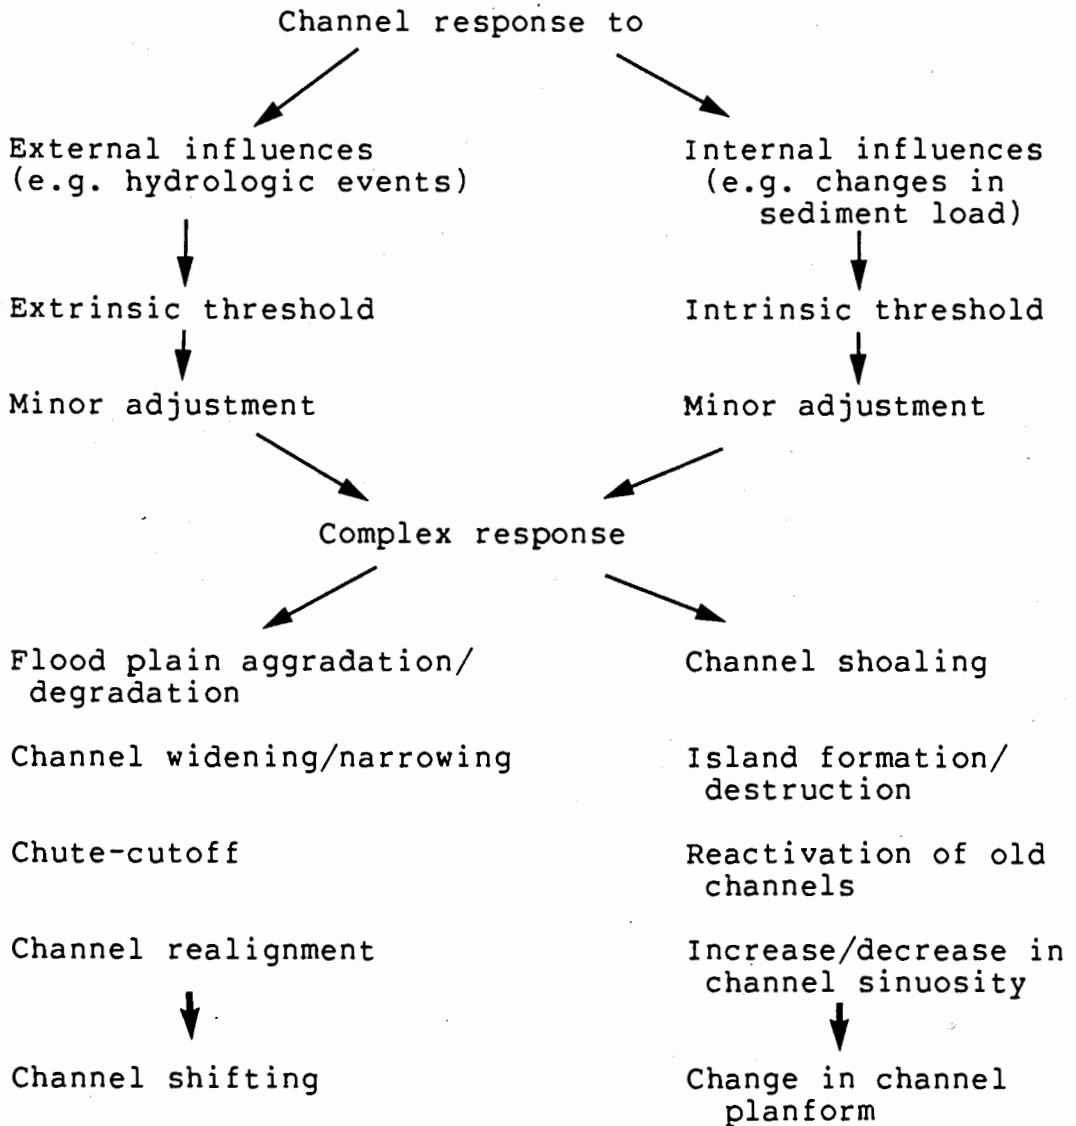 Channel response to
External influences
(e.g. hydrologic events)
Internal influences
(e.g. changes in
sediment load)
Extrinsic threshold
Intrinsic threshold
Minor adjustment
Minor adjustment
Complex response
Flood plain aggradation/
degradation
Channel shoaling
Channel widening/narrowing
Island formation/
destruction
Chute-cutoff
Reactivation of old
channels
Channel realignment
Increase/decrease in
channel sinuosity
Channel shifting
Change in channel
planform